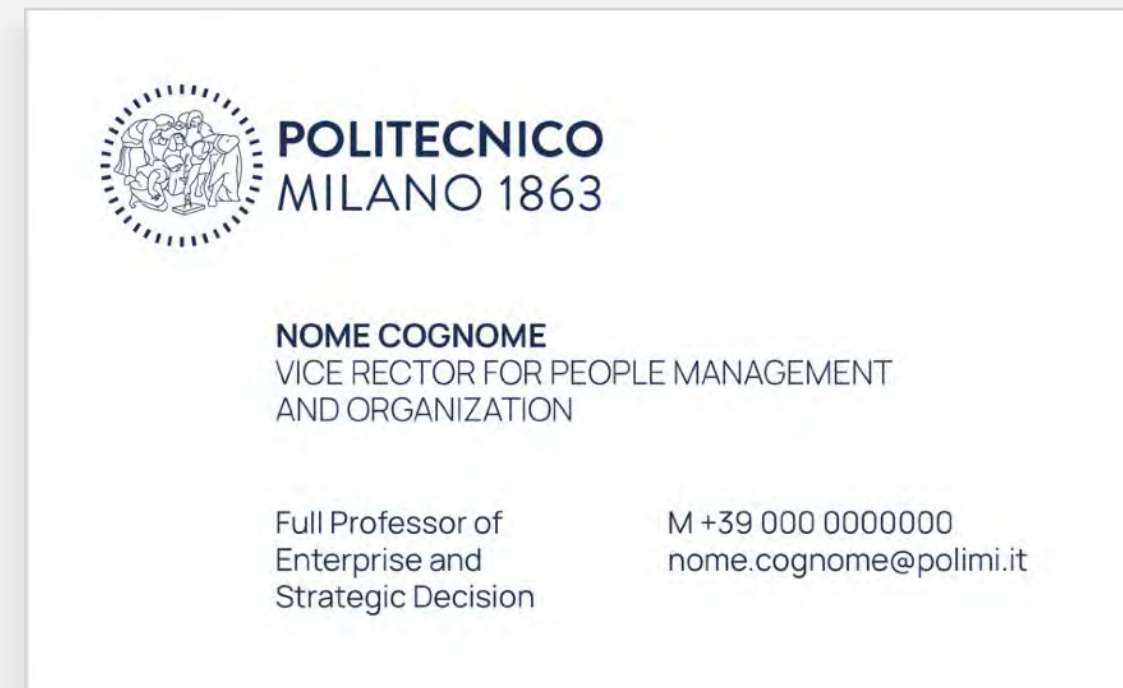 POLITECNICO
MILANO 1863
NOME COGNOME
VICE RECTOR FOR PEOPLE MANAGEMENT
AND ORGANIZATION
Full Professor of
Enterprise and
Strategic Decision
M +39 000 0000000
nome.cognome@polimi.it